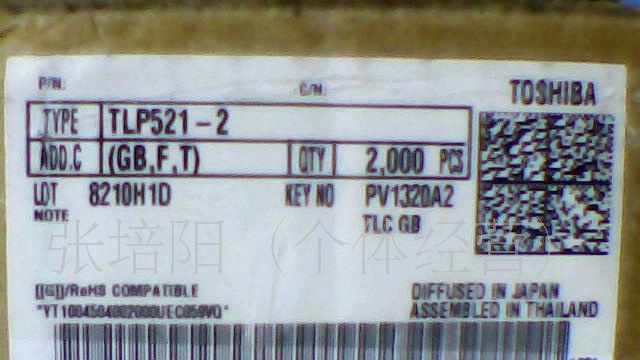 P/N: C/N: TOSHIBA
TYPE TLP521-2
ADD.C (GB,F,T) QTY 2,000 PCS
LOT 8210H1D KEY NO PV1320A2
NOTE TLC GB
张培阳（个体经营）
[[G]]/RoHS COMPATIBLE DIFFUSED IN JAPAN
ASSEMBLED IN THAILAND